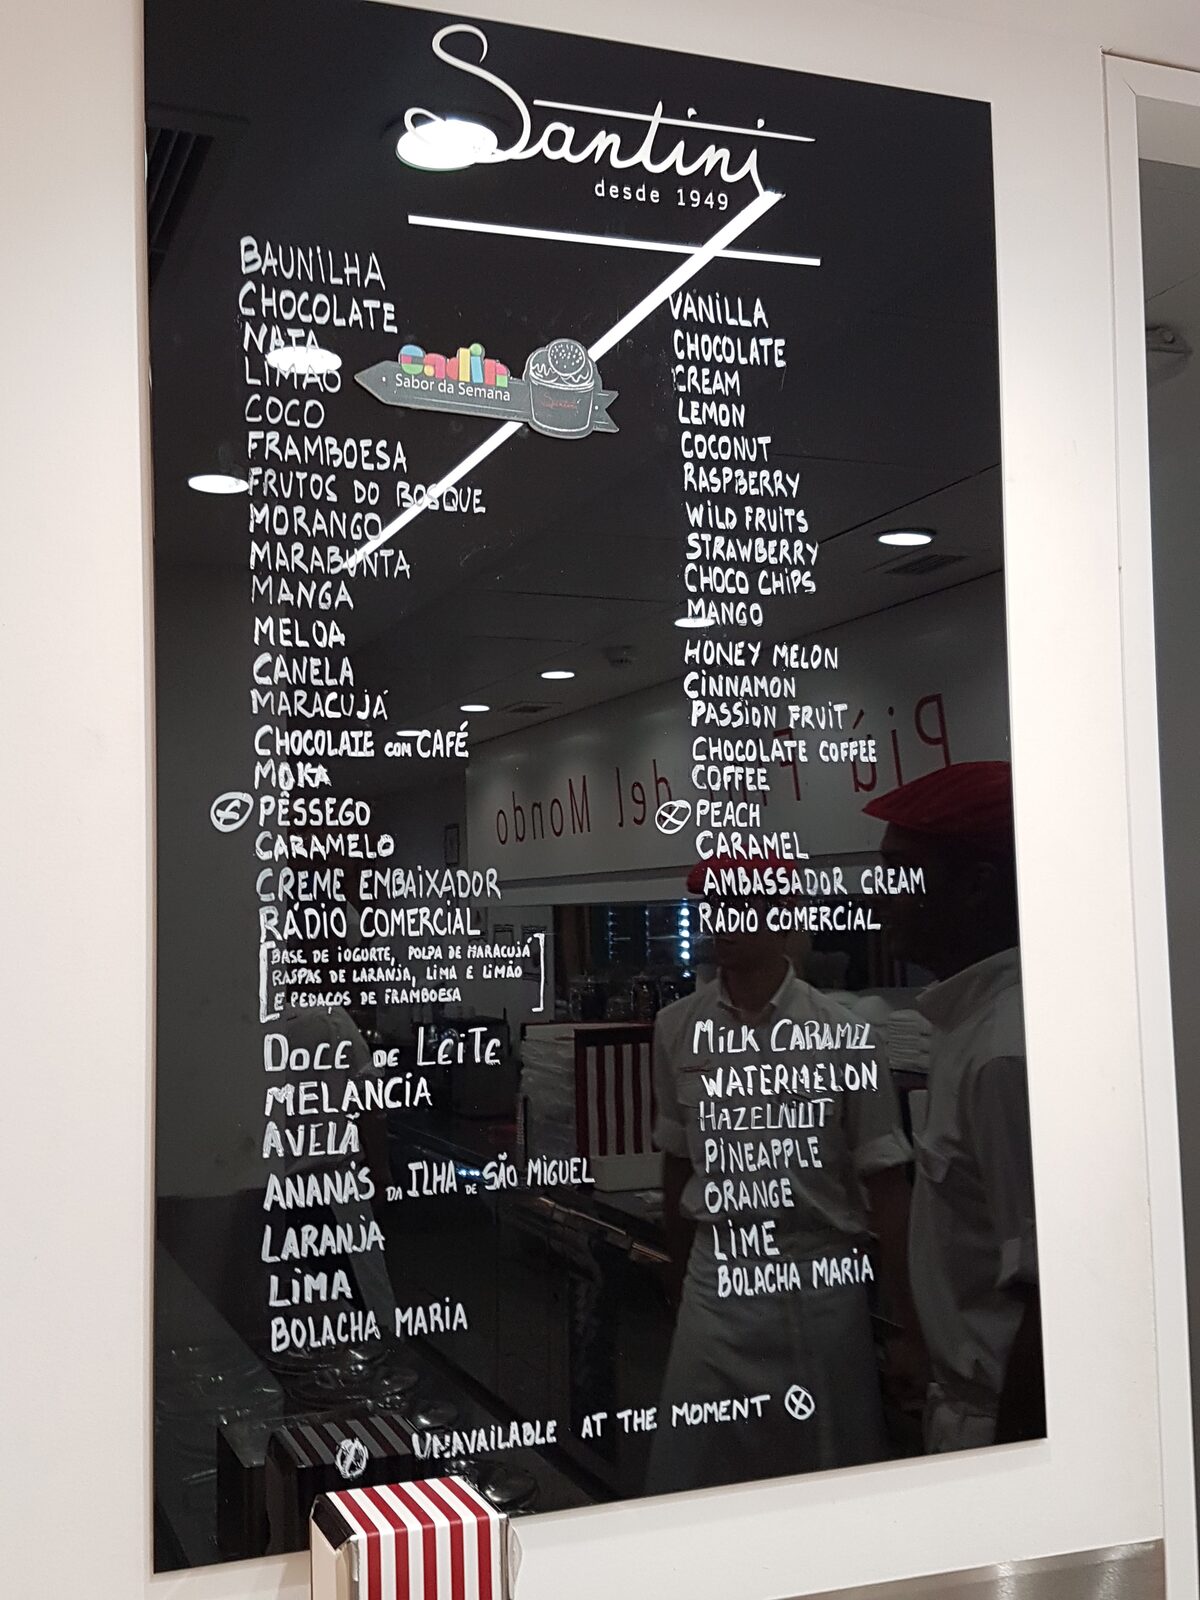 Santini
desde 1949
BAUNILHA
CHOCOLATE
NATA
LIMÃO
COCO
FRAMBOESA
FRUTOS DO BOSQUE
MORANGO
MARABUNTA
MANGA
MELOA
CANELA
MARACUJÁ
CHOCOLATE COM CAFÉ
MOKA
PÊSSEGO
CARAMELO
CREME EMBAIXADOR
RÁDIO COMERCIAL
[BASE DE IOGURTE, POLPA DE MARACUJÁ
RASPAS DE LARANJA, LIMA E LIMÃO
E PEDAÇOS DE FRAMBOESA]
DOCE DE LEITE
MELANCIA
AVELÃ
ANANÁS DA ILHA DE SÃO MIGUEL
LARANJA
LIMA
BOLACHA MARIA
Sabor da Semana
Santini
VANILLA
CHOCOLATE
CREAM
LEMON
COCONUT
RASPBERRY
WILD FRUITS
STRAWBERRY
CHOCO CHIPS
MANGO
HONEY MELON
CINNAMON
PASSION FRUIT
CHOCOLATE COFFEE
COFFEE
PEACH
CARAMEL
AMBASSADOR CREAM
RÁDIO COMERCIAL
MILK CARAMEL
WATERMELON
HAZELNUT
PINEAPPLE
ORANGE
LIME
BOLACHA MARIA
UNAVAILABLE AT THE MOMENT
del Mondo